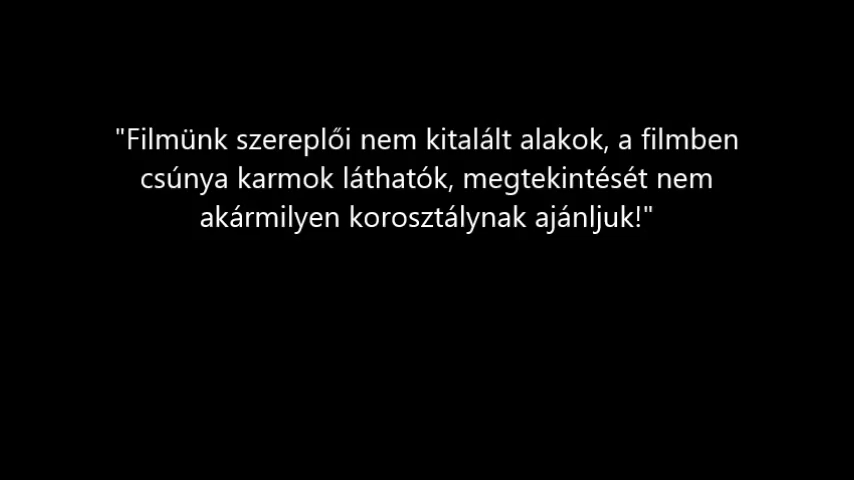 "Filmünk szereplői nem kitalált alakok, a filmben
csúnya karmok láthatók, megtekintését nem
akármilyen korosztálynak ajánljuk!"